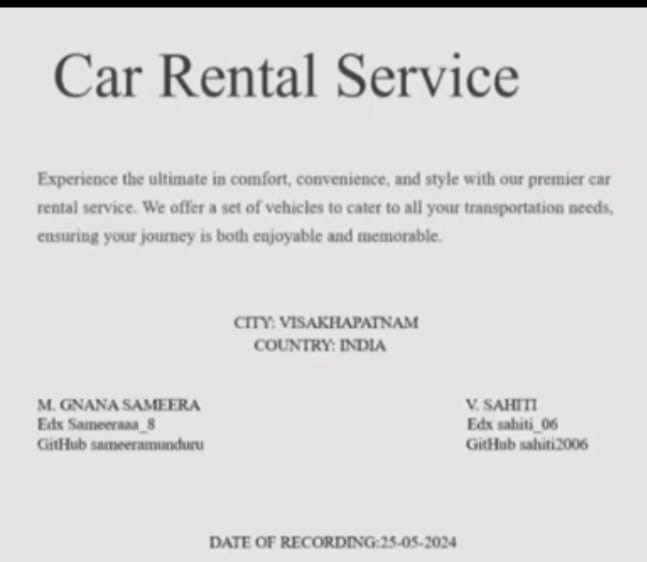 Car Rental Service
Experience the ultimate in comfort, convenience, and style with our premier car
rental service. We offer a set of vehicles to cater to all your transportation needs,
ensuring your journey is both enjoyable and memorable.
CITY: VISAKHAPATNAM
COUNTRY: INDIA
M. GNANA SAMEERA
Edx Sameeraaa_8
GitHub sameeramunduru
V. SAHITI
Edx sahiti_06
GitHub sahiti2006
DATE OF RECORDING:25-05-2024